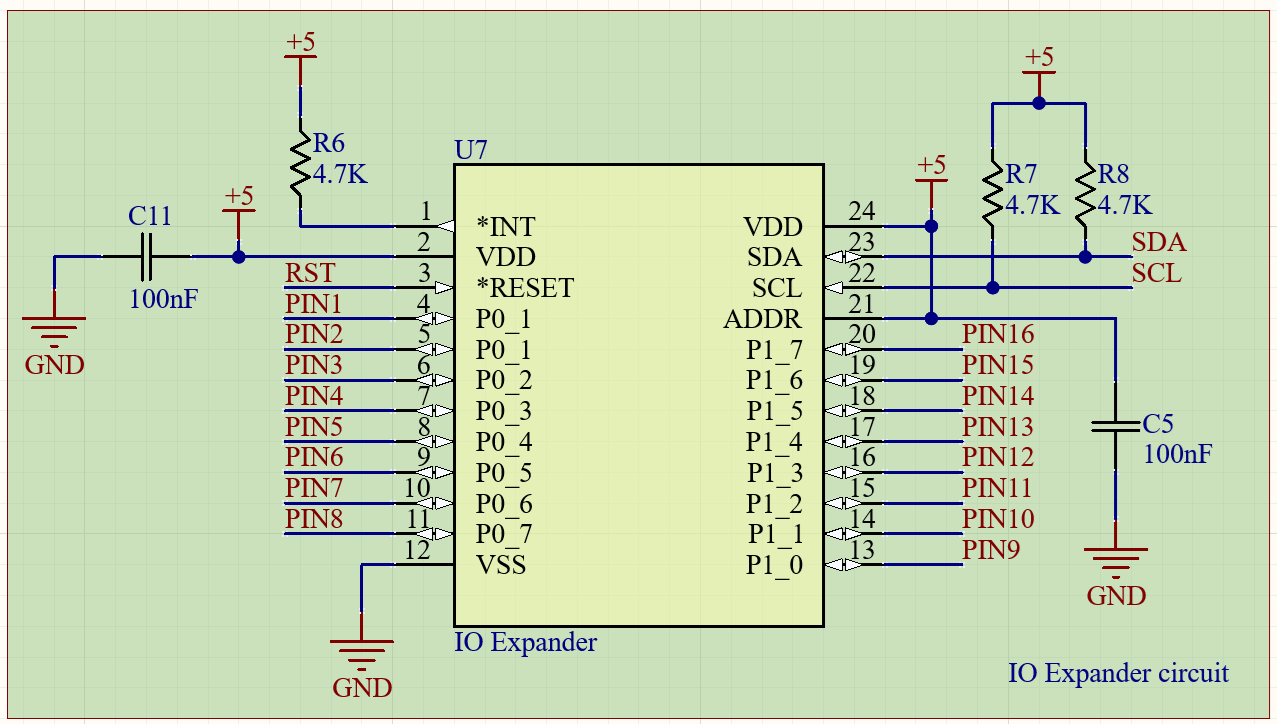 +5
+5
R6
4.7K
U7
R7
4.7K
R8
4.7K
+5
+5
C11
100nF
1
*INT
VDD
24
2
VDD
SDA
23
SDA
RST
3
*RESET
SCL
22
SCL
PIN1
4
P0_1
ADDR
21
PIN2
5
P0_1
P1_7
20
PIN16
PIN3
6
P0_2
P1_6
19
PIN15
PIN4
7
P0_3
P1_5
18
PIN14
PIN5
8
P0_4
P1_4
17
PIN13
PIN6
9
P0_5
P1_3
16
PIN12
PIN7
10
P0_6
P1_2
15
PIN11
PIN8
11
P0_7
P1_1
14
PIN10
12
VSS
P1_0
13
PIN9
GND
C5
100nF
GND
IO Expander
GND
IO Expander circuit